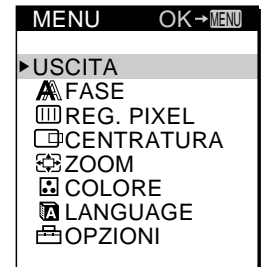 MENU OK→MENU
▶USCITA
FASE
REG. PIXEL
CENTRATURA
ZOOM
COLORE
LANGUAGE
OPZIONI